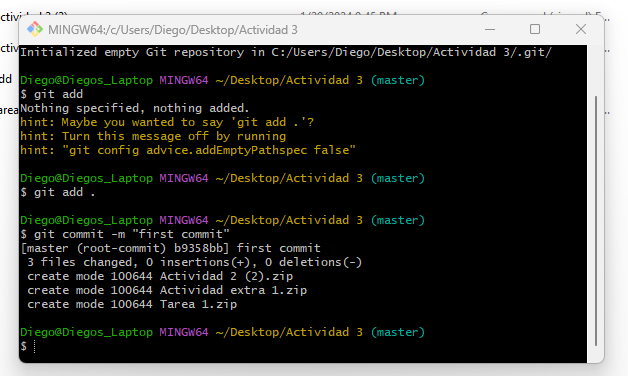 MINGW64:/c/Users/Diego/Desktop/Actividad 3
Initialized empty Git repository in C:/Users/Diego/Desktop/Actividad 3/.git/
Diego@Diegos_Laptop MINGW64 ~/Desktop/Actividad 3 (master)
$ git add
Nothing specified, nothing added.
hint: Maybe you wanted to say 'git add .'?
hint: Turn this message off by running
hint: "git config advice.addEmptyPathspec false"
Diego@Diegos_Laptop MINGW64 ~/Desktop/Actividad 3 (master)
$ git add .
Diego@Diegos_Laptop MINGW64 ~/Desktop/Actividad 3 (master)
$ git commit -m "first commit"
[master (root-commit) b9358bb] first commit
 3 files changed, 0 insertions(+), 0 deletions(-)
 create mode 100644 Actividad 2 (2).zip
 create mode 100644 Actividad extra 1.zip
 create mode 100644 Tarea 1.zip
Diego@Diegos_Laptop MINGW64 ~/Desktop/Actividad 3 (master)
$